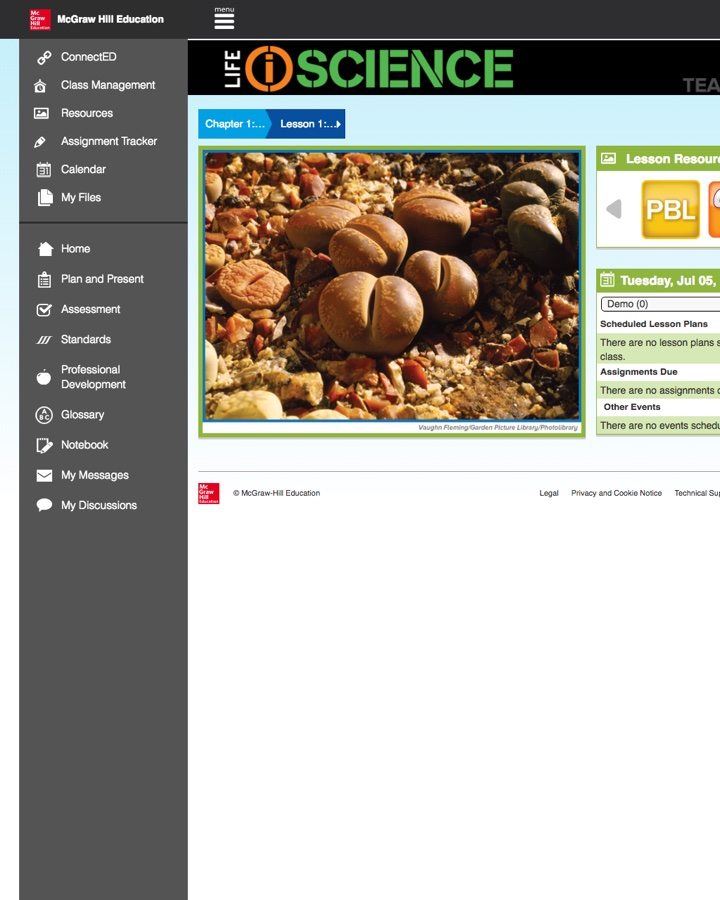 Mc
Graw
Hill
Education
McGraw Hill Education
menu
ConnectED
Class Management
Resources
Assignment Tracker
31
Calendar
My Files
Home
Plan and Present
Assessment
Standards
Professional
Development
A B C
Glossary
Notebook
My Messages
My Discussions
LIFE iSCIENCE
TEA
Chapter 1:...
Lesson 1:...
Vaughn Fleming/Garden Picture Library/Photolibrary
Lesson Resour
PBL
31
Tuesday, Jul 05,
Demo (0)
Scheduled Lesson Plans
There are no lesson plans s
class.
Assignments Due
There are no assignments
Other Events
There are no events schedu
Mc
Graw
Hill
Education
© McGraw-Hill Education
Legal
Privacy and Cookie Notice
Technical Sup